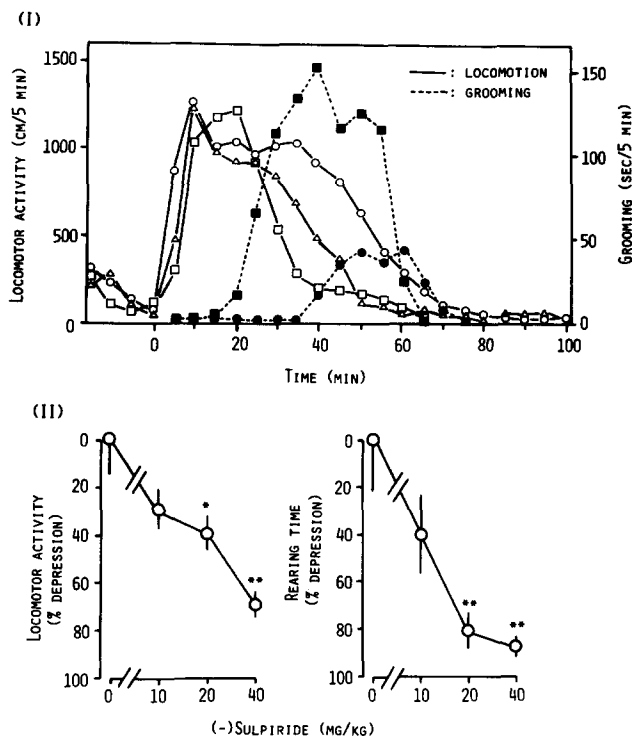 (I)
1500
1000
500
0
LOCOMOTOR ACTIVITY (CM/5 MIN)
150
100
50
0
GROOMING (SEC/5 MIN)
: LOCOMOTION
: GROOMING
0 20 40 60 80 100
TIME (MIN)
(II)
0
20
40
60
80
100
LOCOMOTOR ACTIVITY
(% DEPRESSION)
*
**
0 10 20 40
0
20
40
60
80
100
REARING TIME
(% DEPRESSION)
**
**
0 10 20 40
(-)SULPIRIDE (MG/KG)